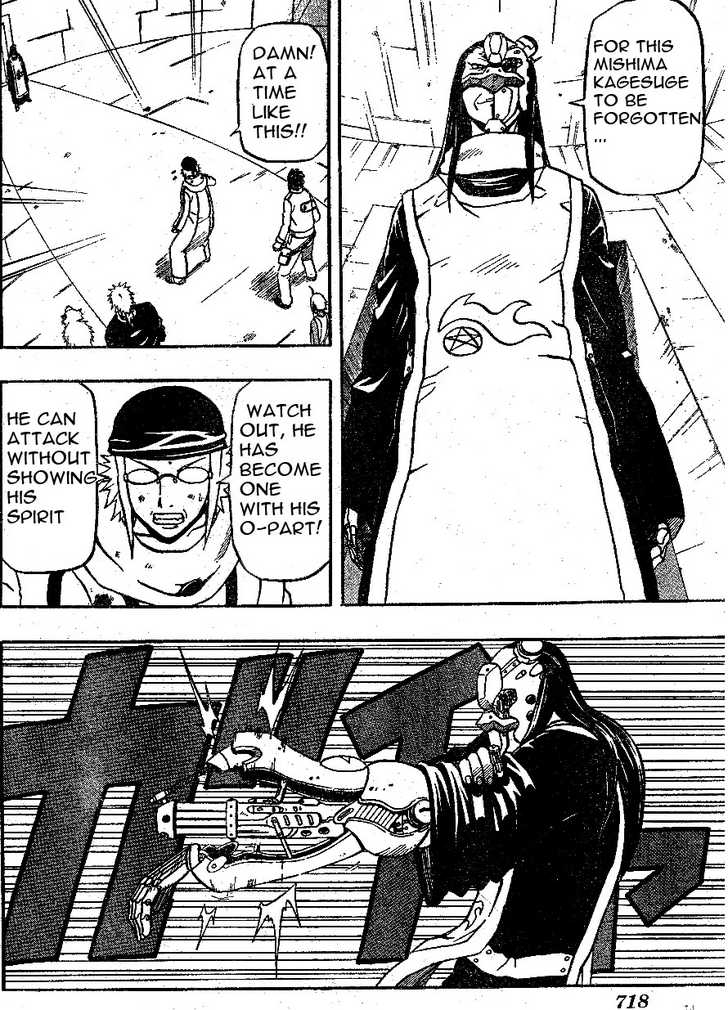 FOR THIS
MISHIMA
KAGESUGE
TO BE
FORGOTTEN
...
DAMN!
AT A
TIME
LIKE
THIS!!
WATCH
OUT, HE
HAS
BECOME
ONE
WITH HIS
O-PART!
HE CAN
ATTACK
WITHOUT
SHOWING
HIS
SPIRIT
718